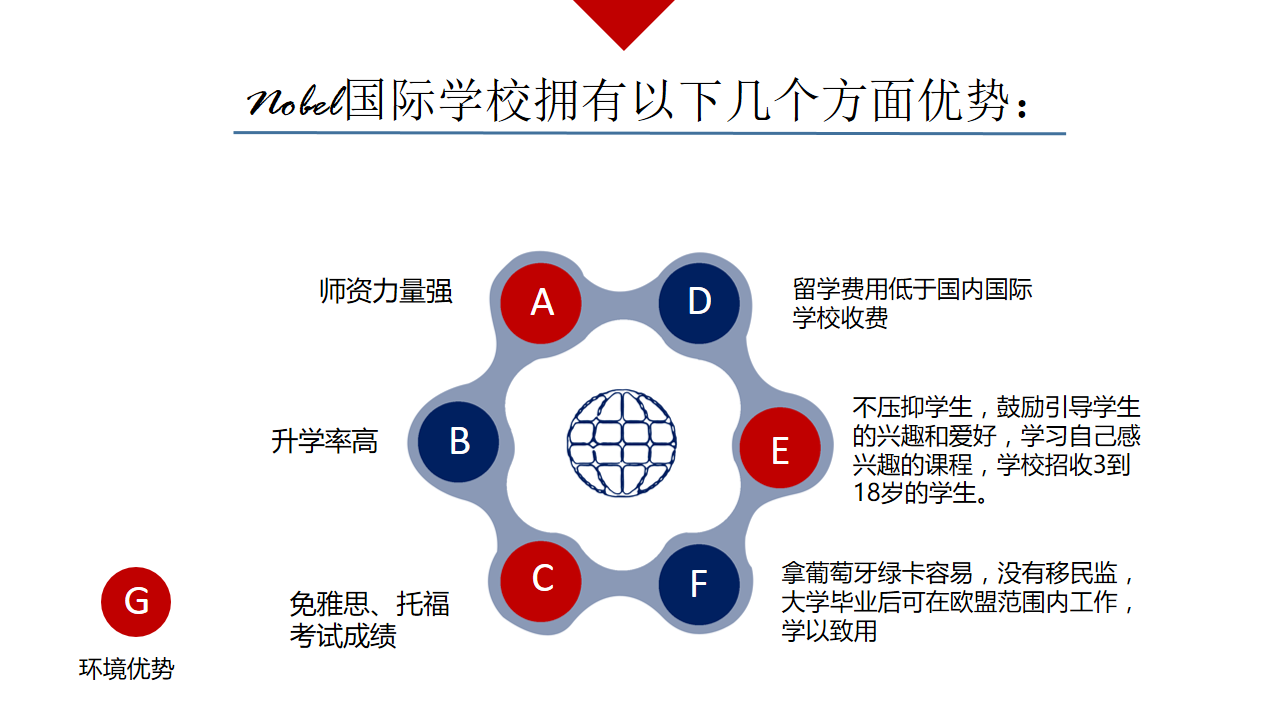 Nobel国际学校拥有以下几个方面优势：
A
师资力量强
B
升学率高
C
免雅思、托福
考试成绩
D
留学费用低于国内国际
学校收费
E
不压抑学生，鼓励引导学生
的兴趣和爱好，学习自己感
兴趣的课程，学校招收3到
18岁的学生。
F
拿葡萄牙绿卡容易，没有移民监，
大学毕业后可在欧盟范围内工作，
学以致用
G
环境优势